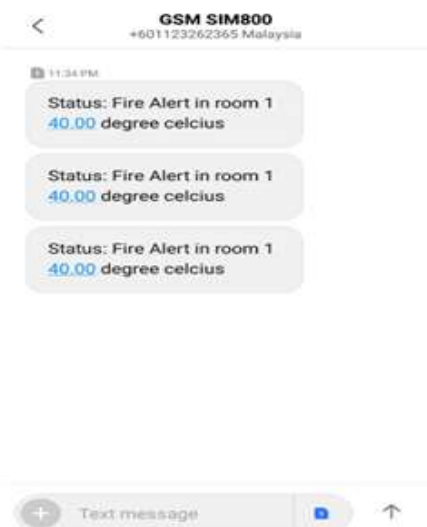 GSM SIM800
+601123262365 Malaysia
11:34 PM
Status: Fire Alert in room 1
40.00 degree celcius
Status: Fire Alert in room 1
40.00 degree celcius
Status: Fire Alert in room 1
40.00 degree celcius
Text message